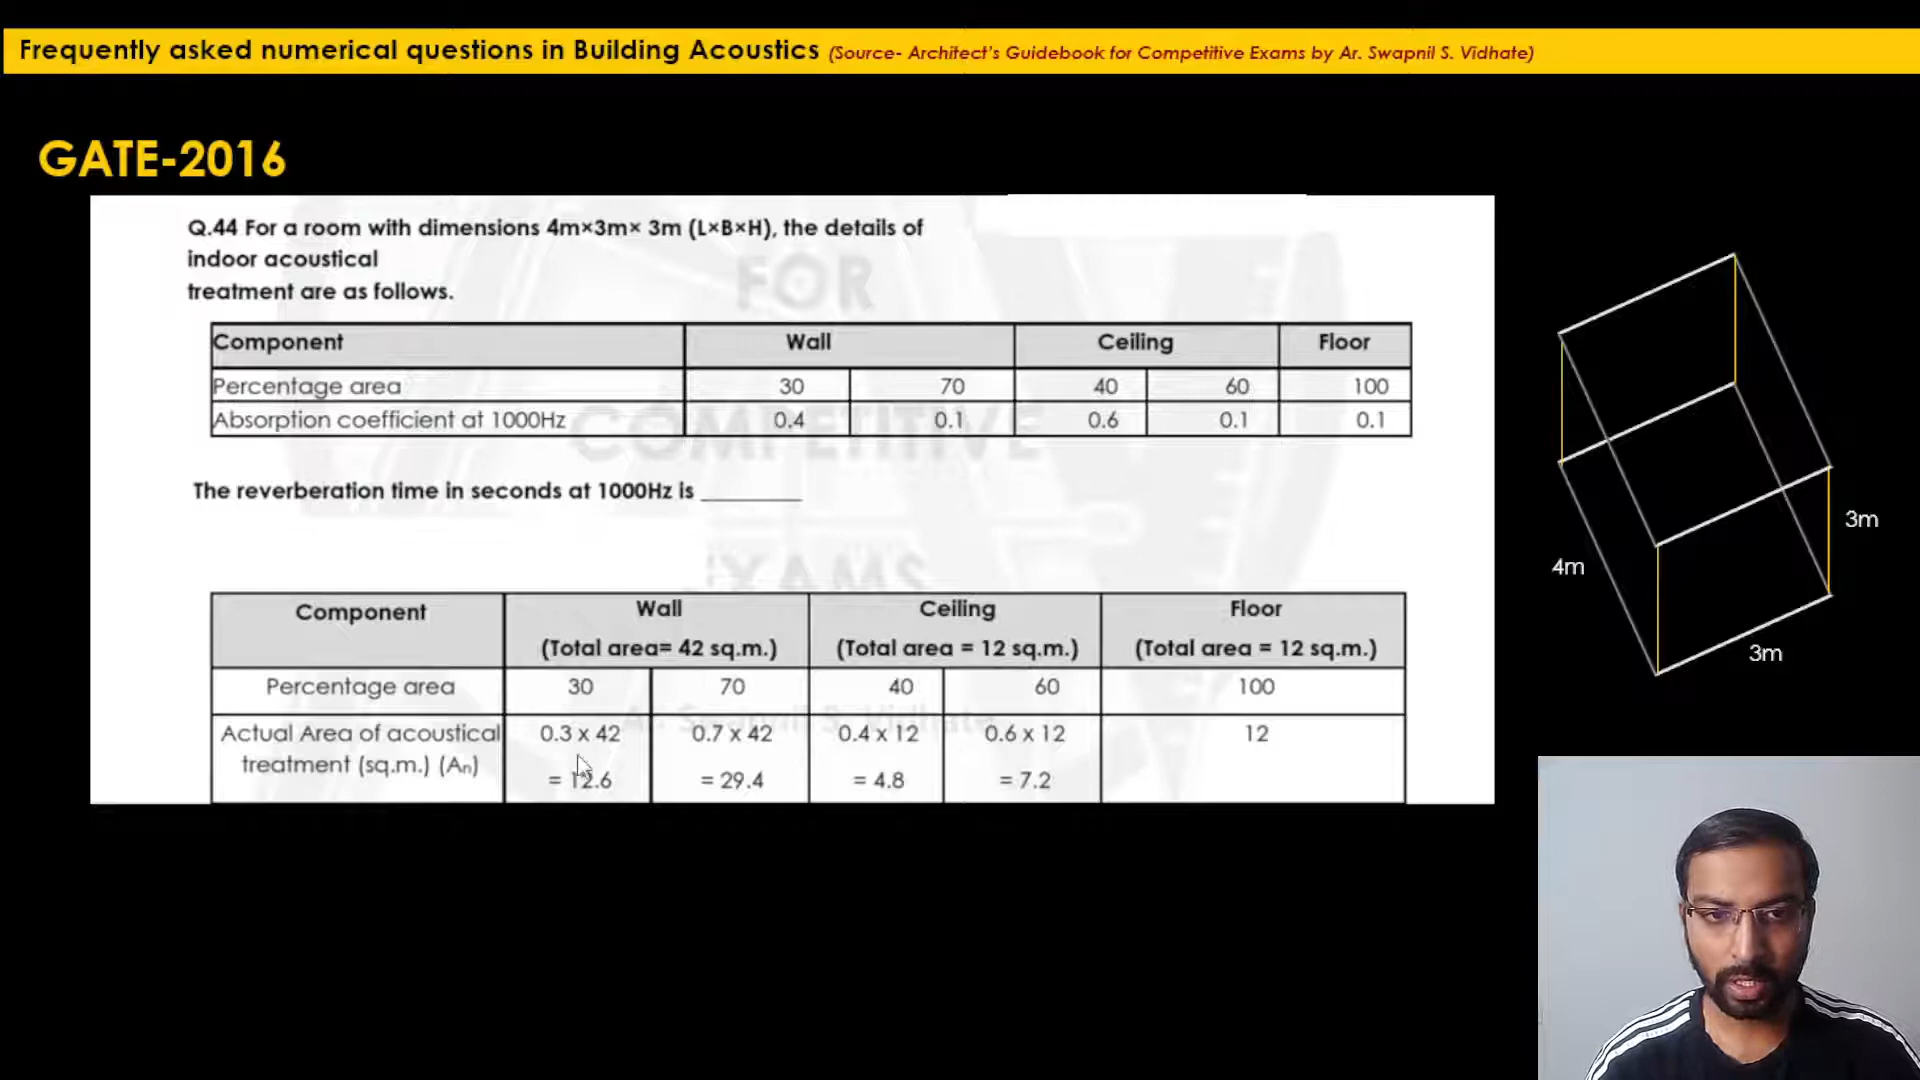 Frequently asked numerical questions in Building Acoustics (Source- Architect's Guidebook for Competitive Exams by Ar. Swapnil S. Vidhate)
GATE-2016
Q.44 For a room with dimensions 4m×3m× 3m (L×B×H), the details of
indoor acoustical
treatment are as follows.
Component Wall Ceiling Floor
Percentage area 30 70 40 60 100
Absorption coefficient at 1000Hz 0.4 0.1 0.6 0.1 0.1
The reverberation time in seconds at 1000Hz is ________
Component Wall Ceiling Floor
(Total area= 42 sq.m.) (Total area = 12 sq.m.) (Total area = 12 sq.m.)
Percentage area 30 70 40 60 100
Actual Area of acoustical 0.3 x 42 0.7 x 42 0.4 x 12 0.6 x 12 12
treatment (sq.m.) (An) = 12.6 = 29.4 = 4.8 = 7.2
FOR
COMPETITIVE
EXAMS
Ar. Swapnil S. Vidhate
3m
4m
3m